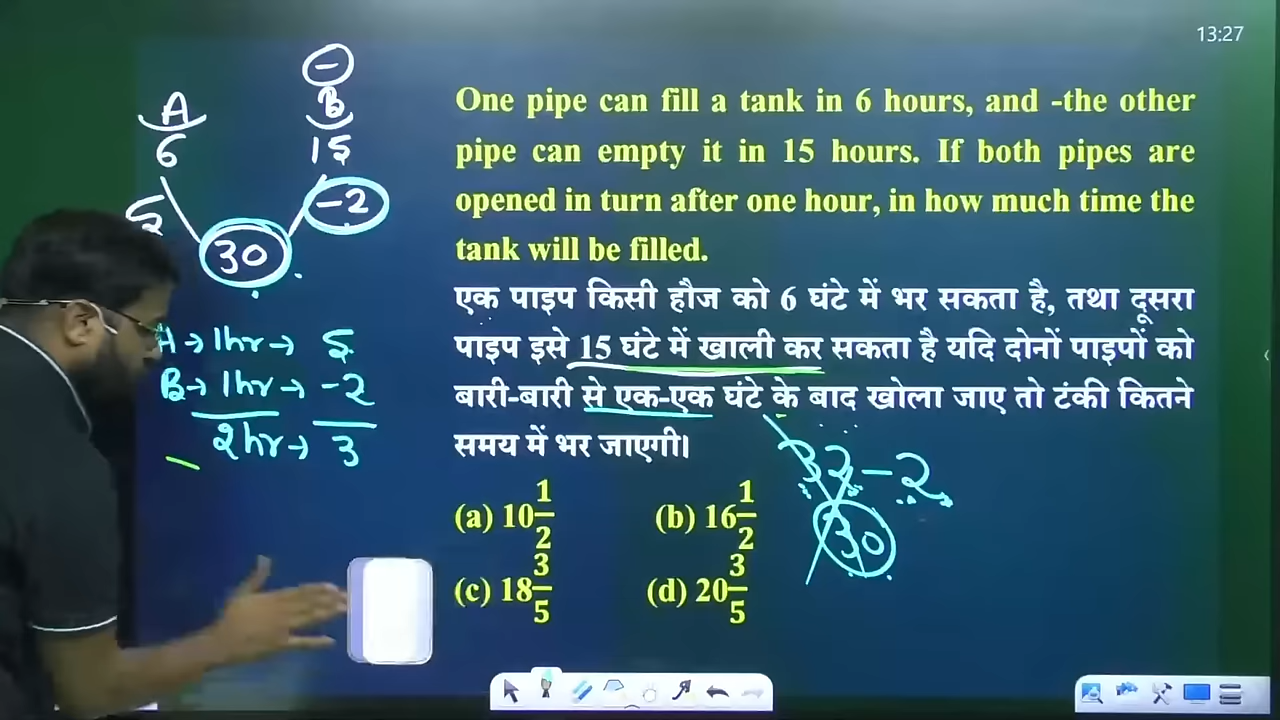 13:27
A
−
B
6
15
5
−2
30
A → 1hr → 5
B → 1hr → −2
2hr → 3
One pipe can fill a tank in 6 hours, and -the other
pipe can empty it in 15 hours. If both pipes are
opened in turn after one hour, in how much time the
tank will be filled.
एक पाइप किसी हौज को 6 घंटे में भर सकता है, तथा दूसरा
पाइप इसे 15 घंटे में खाली कर सकता है यदि दोनों पाइपों को
बारी-बारी से एक-एक घंटे के बाद खोला जाए तो टंकी कितने
समय में भर जाएगी।
32 − 2
30
(a) 10 1/2 (b) 16 1/2
(c) 18 3/5 (d) 20 3/5